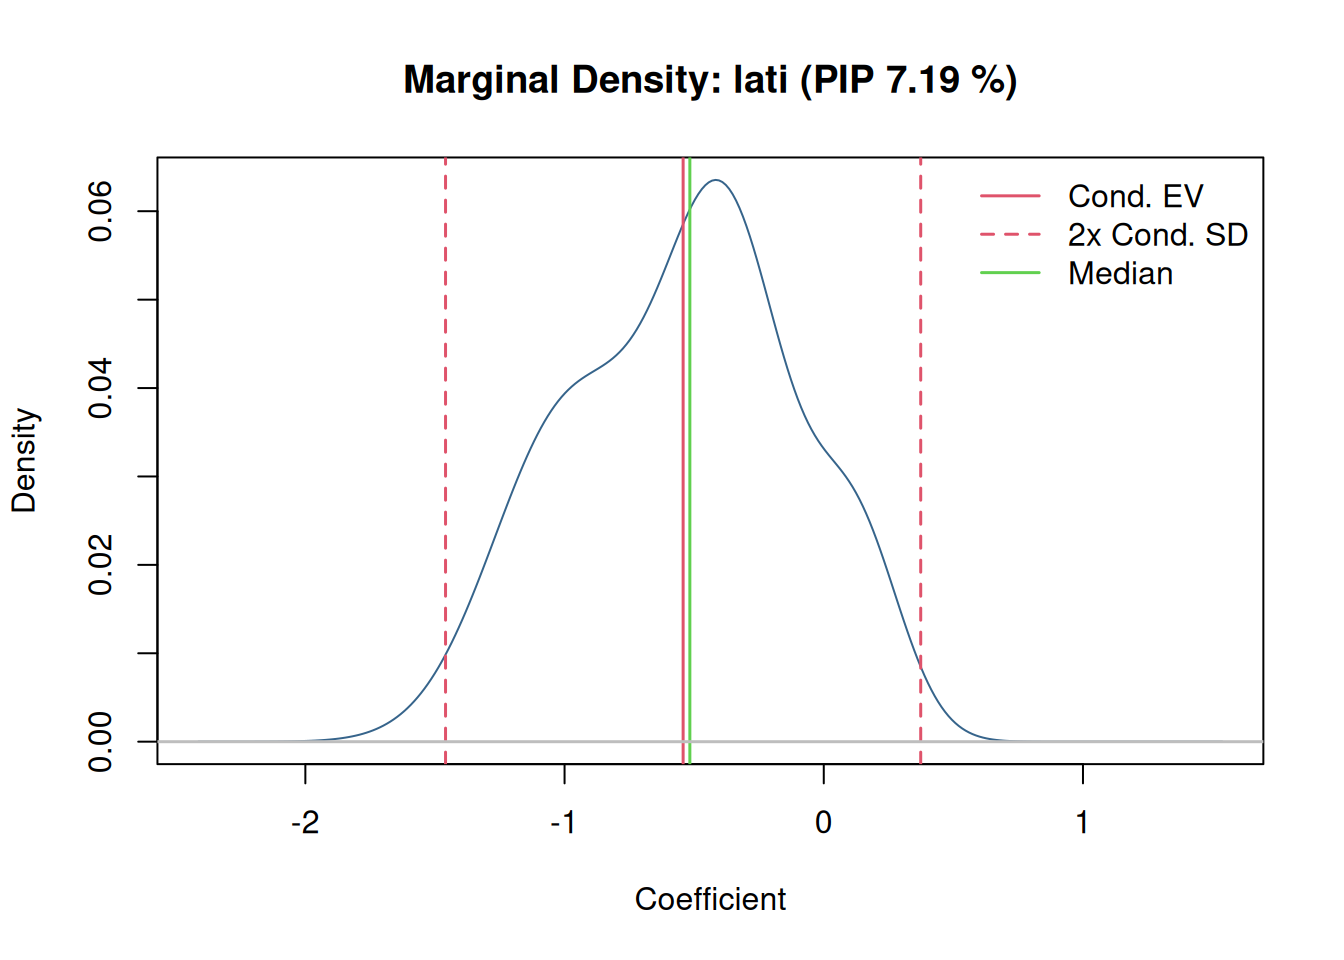 Marginal Density: lati (PIP 7.19 %)
Cond. EV
2x Cond. SD
Median
Density
0.06
0.04
0.02
0.00
-2 -1 0 1
Coefficient